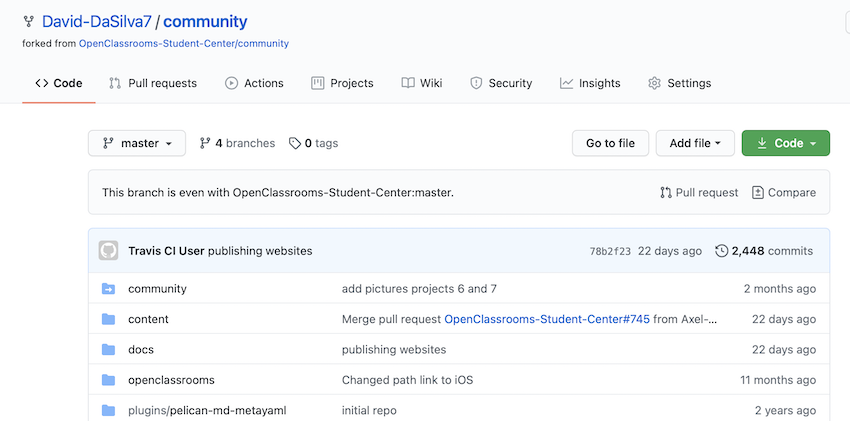 David-DaSilva7 / community
forked from OpenClassrooms-Student-Center/community
Code Pull requests Actions Projects Wiki Security Insights Settings
master 4 branches 0 tags Go to file Add file Code
This branch is even with OpenClassrooms-Student-Center:master. Pull request Compare
Travis CI User publishing websites 78b2f23 22 days ago 2,448 commits
community add pictures projects 6 and 7 2 months ago
content Merge pull request OpenClassrooms-Student-Center#745 from Axel-... 22 days ago
docs publishing websites 22 days ago
openclassrooms Changed path link to iOS 11 months ago
plugins/pelican-md-metayaml initial repo 2 years ago